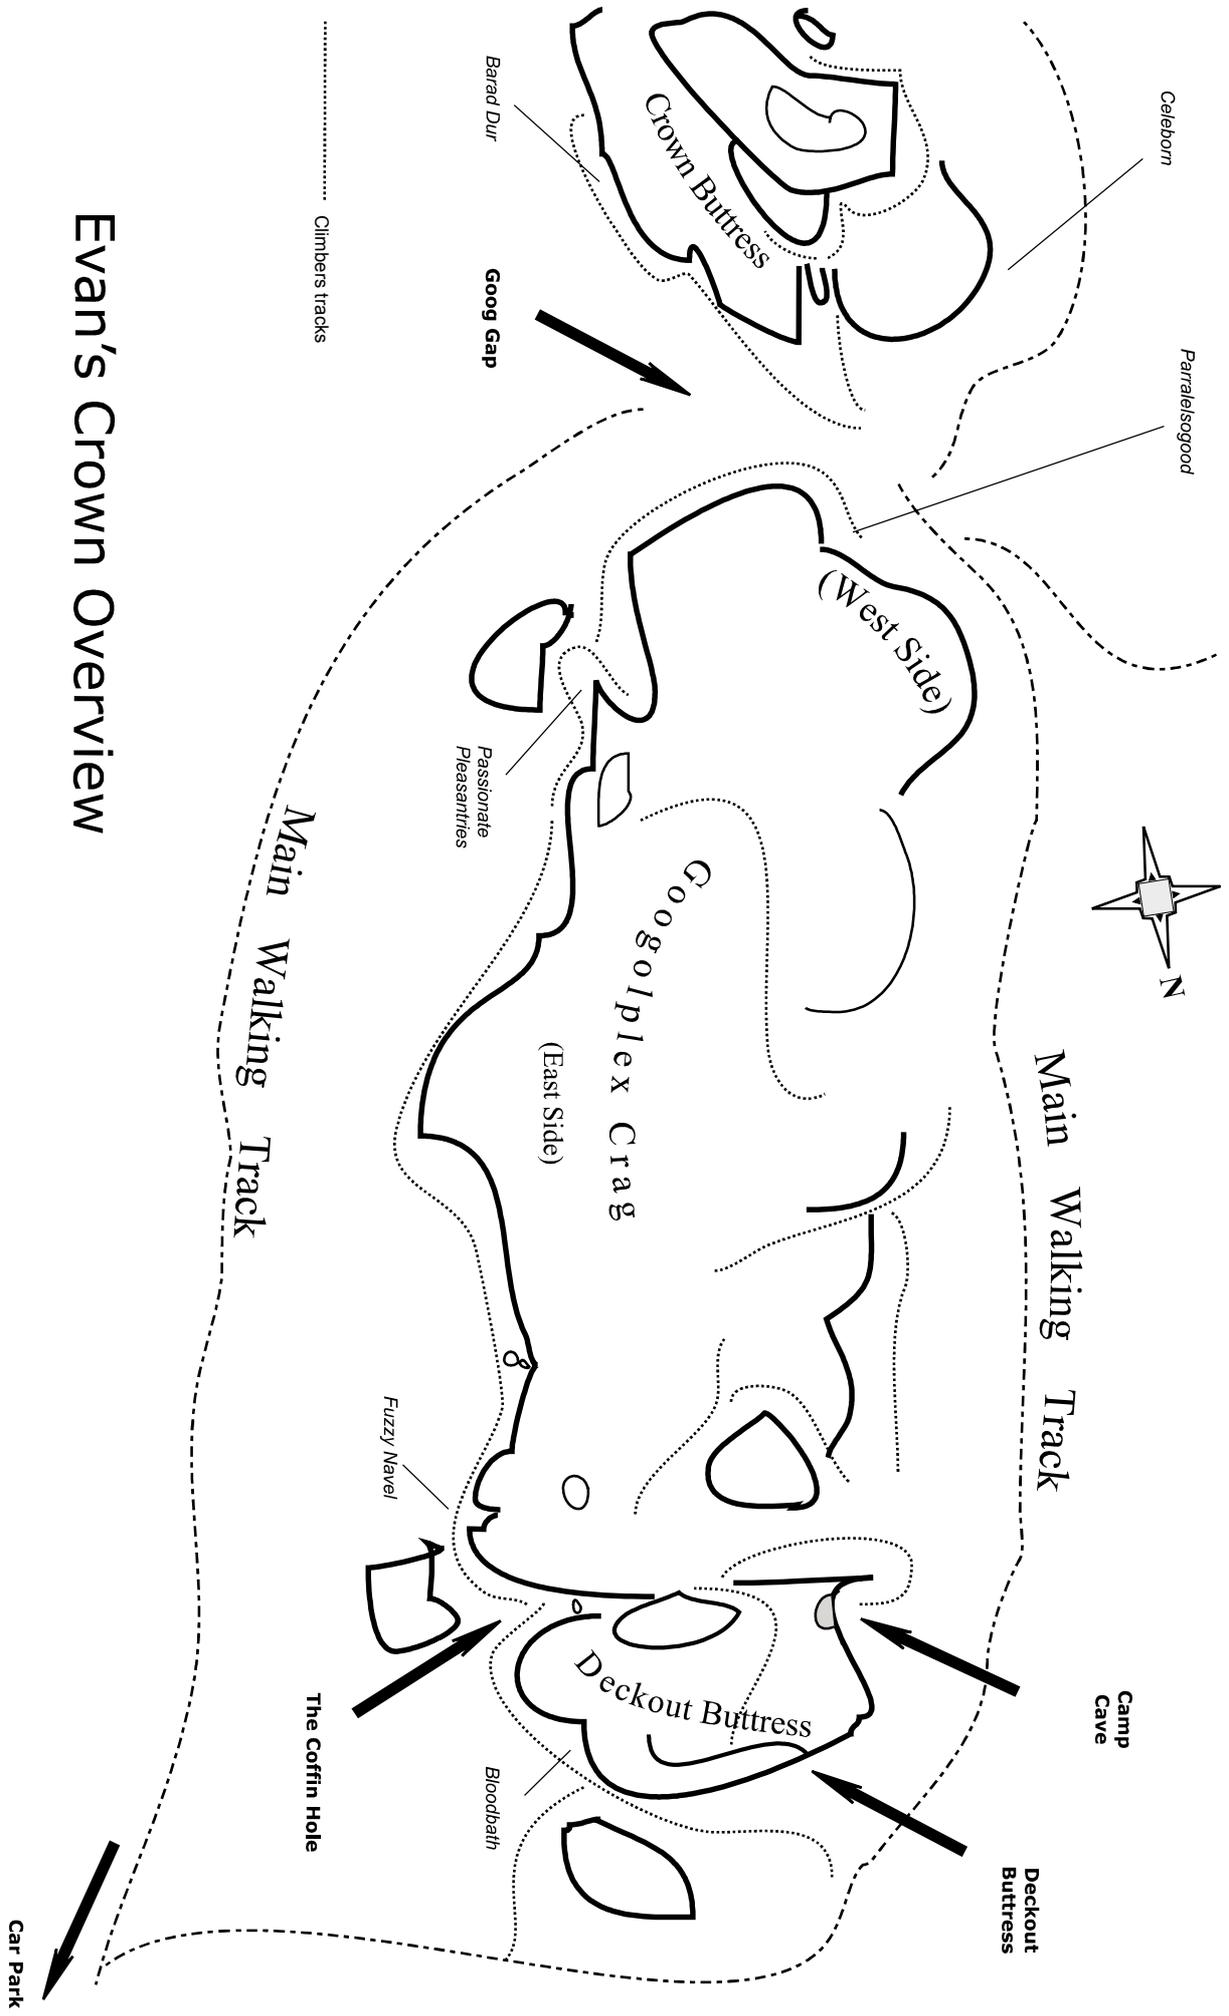 Celeborn
Parralelsogood
Barad Dur
Crown Buttress
Goog Gap
Climbers tracks
(West Side)
Passionate
Pleasantries
N
Googolplex Crag
(East Side)
Main Walking Track
Main Walking Track
Fuzzy Navel
Camp
Cave
Deckout Buttress
Deckout
Buttress
The Coffin Hole
Bloodbath
Car Park
Evan's Crown Overview